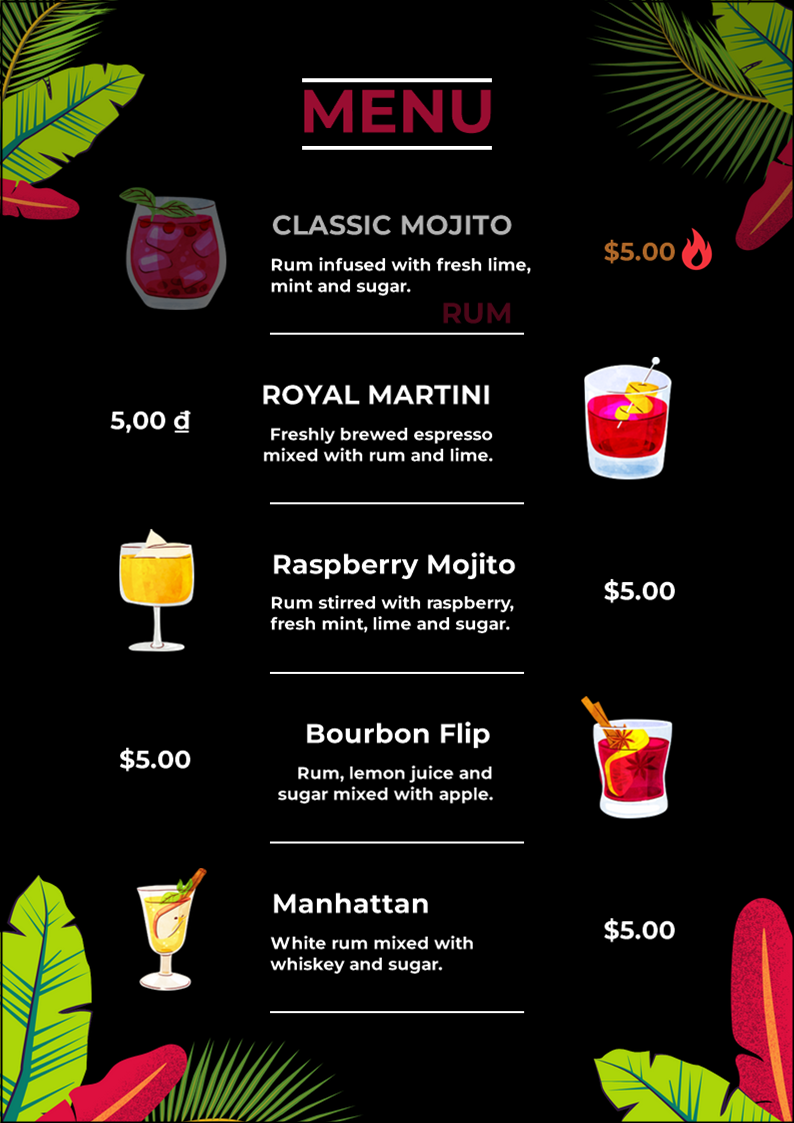 MENU
CLASSIC MOJITO
Rum infused with fresh lime,
mint and sugar.
$5.00
RUM
ROYAL MARTINI
Freshly brewed espresso
mixed with rum and lime.
5,00 ₫
Raspberry Mojito
Rum stirred with raspberry,
fresh mint, lime and sugar.
$5.00
Bourbon Flip
Rum, lemon juice and
sugar mixed with apple.
$5.00
Manhattan
White rum mixed with
whiskey and sugar.
$5.00